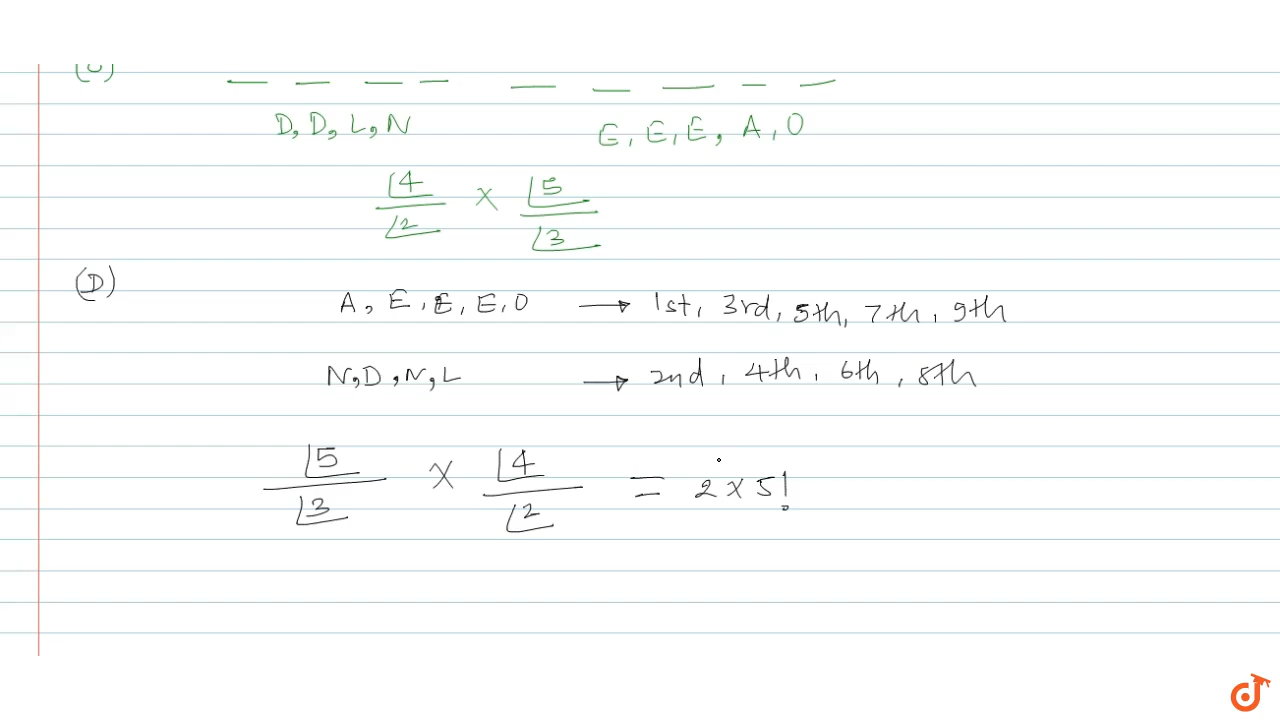 (C)
D, D, L, N E, E, E, A, O
⌊4 / ⌊2 × ⌊5 / ⌊3
(D)
A, E, E, E, O → 1st, 3rd, 5th, 7th, 9th
N, D, N, L → 2nd, 4th, 6th, 8th
⌊5 / ⌊3 × ⌊4 / ⌊2 = 2 × 5!